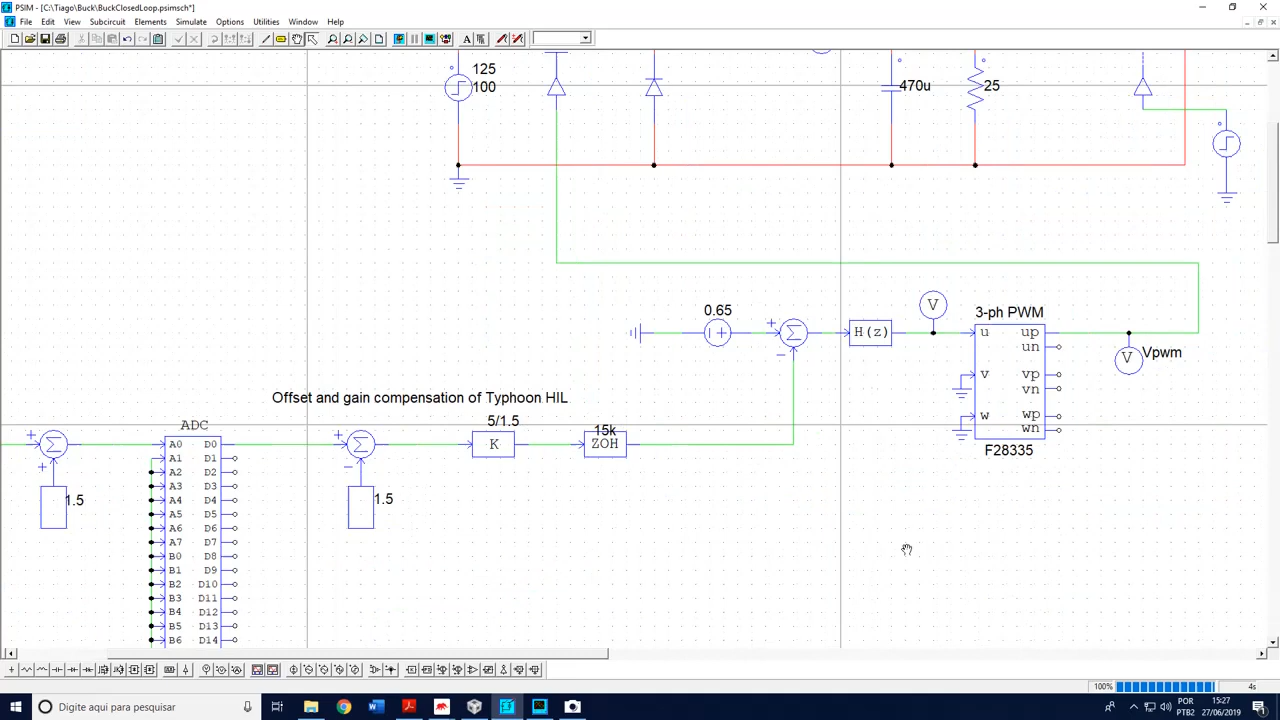 PSIM - [C:\Tiago\Buck\BuckClosedLoop.psimsch*]
File Edit View Subcircuit Elements Simulate Options Utilities Window Help
125
100
470u
25
0.65
H(z)
3-ph PWM
u up
un
v vp
vn
w wp
wn
F28335
V
V
Vpwm
Offset and gain compensation of Typhoon HIL
5/1.5
K
15k
ZOH
ADC
A0 D0
A1 D1
A2 D2
A3 D3
A4 D4
A5 D5
A6 D6
A7 D7
B0 D8
B1 D9
B2 D10
B3 D11
B4 D12
B5 D13
B6 D14
1.5
1.5
100% 4s
Digite aqui para pesquisar
POR
PTB2
15:27
27/06/2019